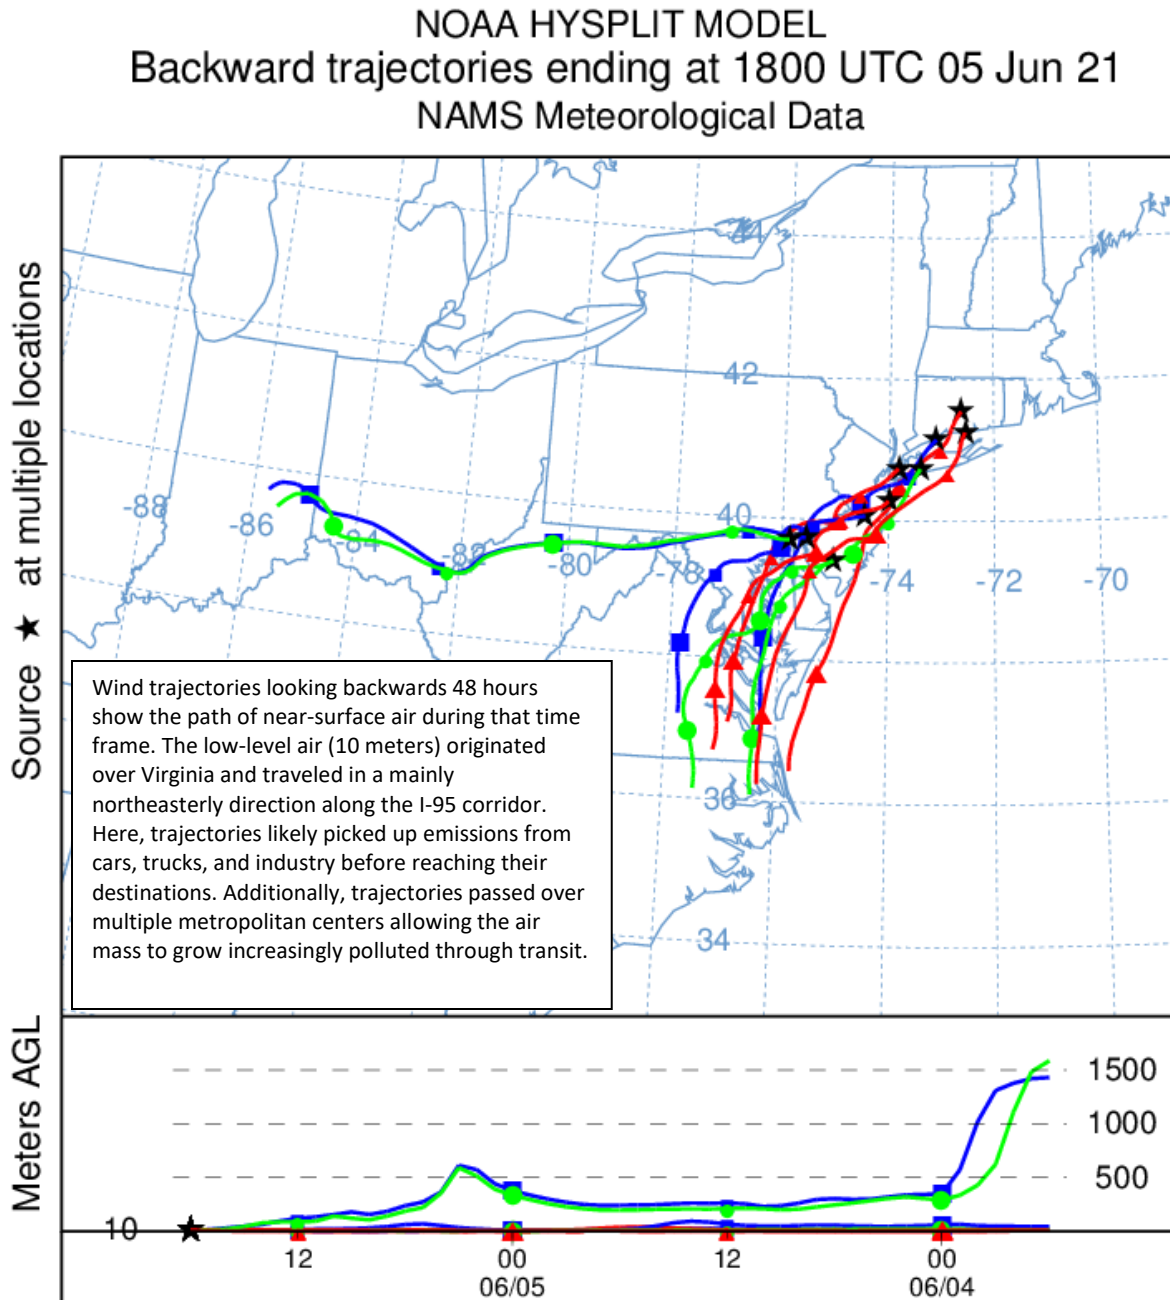 NOAA HYSPLIT MODEL
Backward trajectories ending at 1800 UTC 05 Jun 21
NAMS Meteorological Data
Source ★ at multiple locations
44
42
40
-88
-86
-84
-82
-80
-78
-74
-72
-70
36
34
Wind trajectories looking backwards 48 hours
show the path of near-surface air during that time
frame. The low-level air (10 meters) originated
over Virginia and traveled in a mainly
northeasterly direction along the I-95 corridor.
Here, trajectories likely picked up emissions from
cars, trucks, and industry before reaching their
destinations. Additionally, trajectories passed over
multiple metropolitan centers allowing the air
mass to grow increasingly polluted through transit.
Meters AGL
1500
1000
500
10
12 00 12 00
06/05 06/04